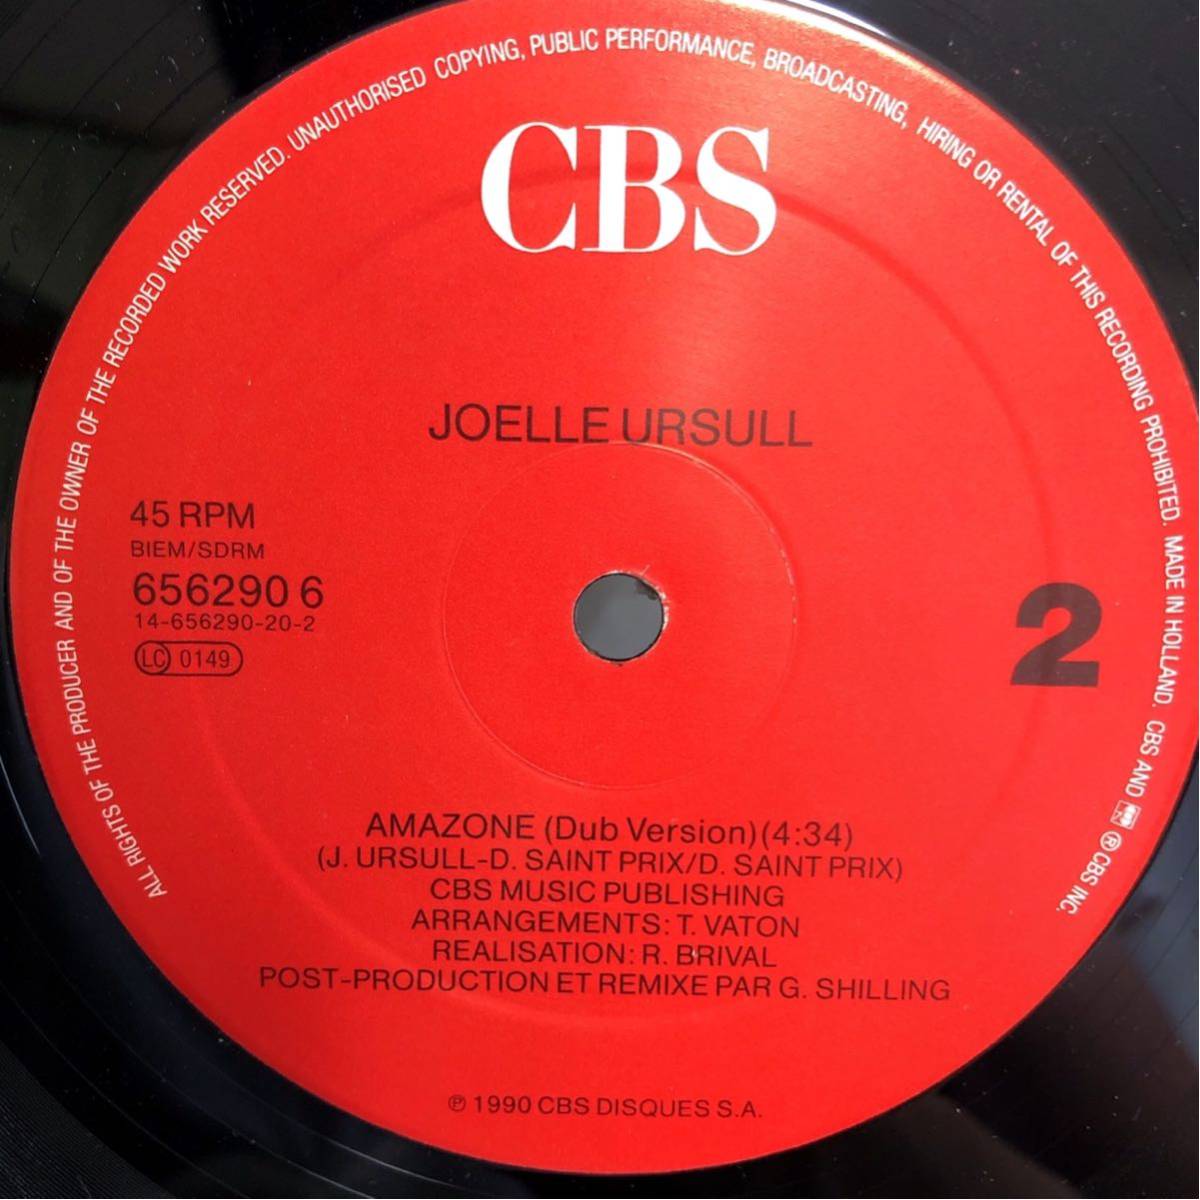 ALL RIGHTS OF THE PRODUCER AND OF THE OWNER OF THE RECORDED WORK RESERVED. UNAUTHORISED COPYING, PUBLIC PERFORMANCE, BROADCASTING, HIRING OR RENTAL OF THIS RECORDING PROHIBITED. MADE IN HOLLAND. CBS AND ® CBS INC.
CBS
JOELLE URSULL
45 RPM
BIEM/SDRM
656290 6
14-656290-20-2
LC 0149
2
AMAZONE (Dub Version) (4:34)
(J. URSULL-D. SAINT PRIX/D. SAINT PRIX)
CBS MUSIC PUBLISHING
ARRANGEMENTS: T. VATON
REALISATION: R. BRIVAL
POST-PRODUCTION ET REMIXE PAR G. SHILLING
℗ 1990 CBS DISQUES S.A.